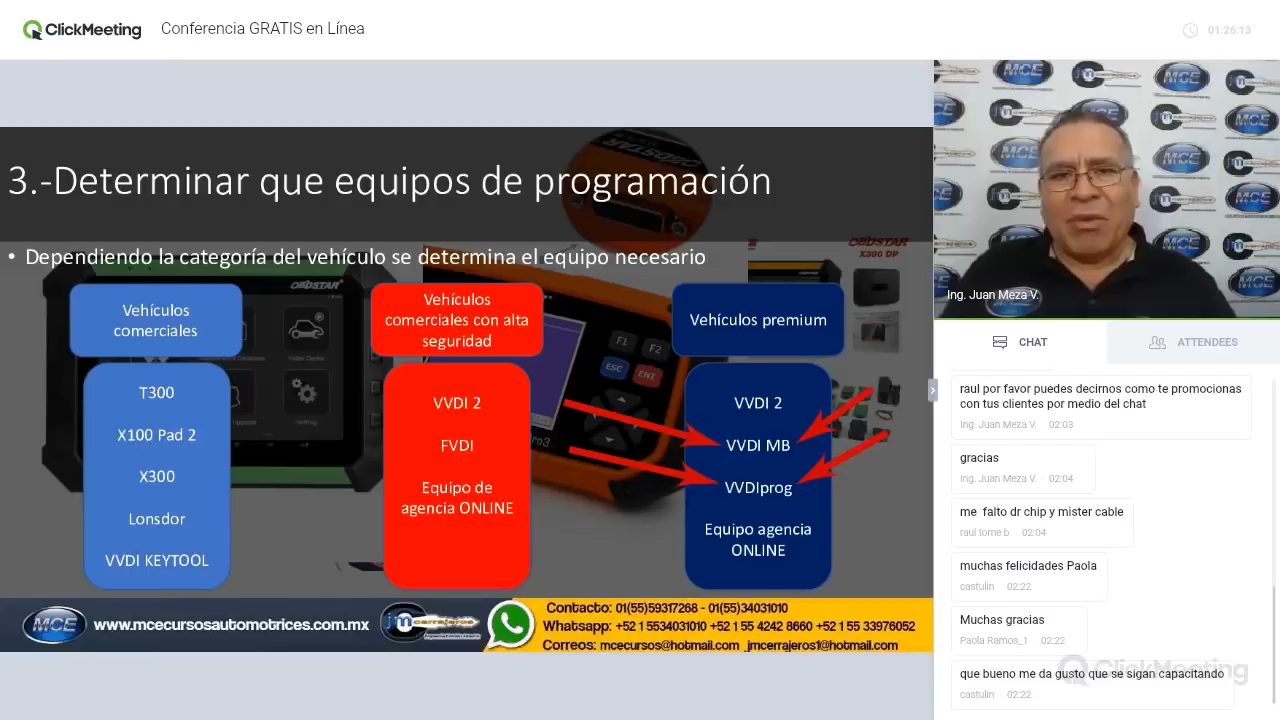 ClickMeeting
Conferencia GRATIS en Línea
01:26:13
3.-Determinar que equipos de programación
• Dependiendo la categoría del vehículo se determina el equipo necesario
OBDSTAR
OBDSTAR
X300 DP
Vehículos
comerciales
T300
X100 Pad 2
X300
Lonsdor
VVDI KEYTOOL
Vehículos
comerciales con alta
seguridad
VVDI 2
FVDI
Equipo de
agencia ONLINE
F1
F2
ESC
ENT
Vehículos premium
VVDI 2
VVDI MB
VVDIprog
Equipo agencia
ONLINE
MCE
www.mcecursosautomotrices.com.mx
jmcerrajeros
Contacto: 01(55)59317268 - 01(55)34031010
Whatsapp: +52 1 5534031010 +52 1 55 4242 8660 +52 1 55 33976052
Correos: mcecursos@hotmail.com jmcerrajeros1@hotmail.com
MCE
Ing. Juan Meza V.
CHAT
ATTENDEES
raul por favor puedes decirnos como te promocionas
con tus clientes por medio del chat
Ing. Juan Meza V. 02:03
gracias
Ing. Juan Meza V. · 02:04
me falto dr chip y mister cable
raul tome b 02:04
muchas felicidades Paola
castulin · 02:22
Muchas gracias
Paola Ramos_1 02:22
que bueno me da gusto que se sigan capacitando
castulin · 02:22
ClickMeeting